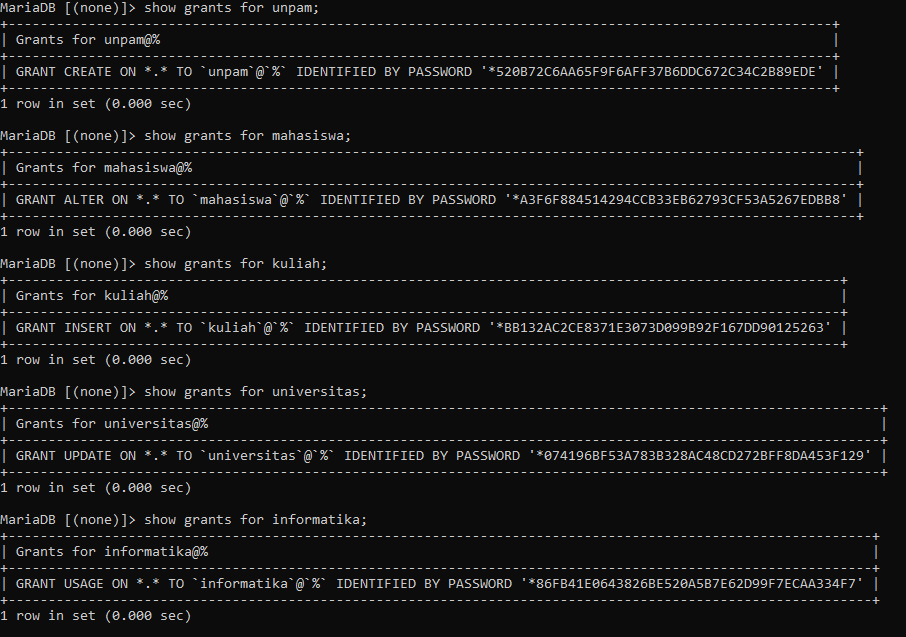 MariaDB [(none)]> show grants for unpam;
+-------------------------------------------------------------------------------------------------------+
| Grants for unpam@% |
+-------------------------------------------------------------------------------------------------------+
| GRANT CREATE ON *.* TO `unpam`@`%` IDENTIFIED BY PASSWORD '*520B72C6AA65F9F6AFF37B6DDC672C34C2B89EDE' |
+-------------------------------------------------------------------------------------------------------+
1 row in set (0.000 sec)
MariaDB [(none)]> show grants for mahasiswa;
+----------------------------------------------------------------------------------------------------------+
| Grants for mahasiswa@% |
+----------------------------------------------------------------------------------------------------------+
| GRANT ALTER ON *.* TO `mahasiswa`@`%` IDENTIFIED BY PASSWORD '*A3F6F884514294CCB33EB62793CF53A5267EDBB8' |
+----------------------------------------------------------------------------------------------------------+
1 row in set (0.000 sec)
MariaDB [(none)]> show grants for kuliah;
+--------------------------------------------------------------------------------------------------------+
| Grants for kuliah@% |
+--------------------------------------------------------------------------------------------------------+
| GRANT INSERT ON *.* TO `kuliah`@`%` IDENTIFIED BY PASSWORD '*BB132AC2CE8371E3073D099B92F167DD90125263' |
+--------------------------------------------------------------------------------------------------------+
1 row in set (0.000 sec)
MariaDB [(none)]> show grants for universitas;
+-------------------------------------------------------------------------------------------------------------+
| Grants for universitas@% |
+-------------------------------------------------------------------------------------------------------------+
| GRANT UPDATE ON *.* TO `universitas`@`%` IDENTIFIED BY PASSWORD '*074196BF53A783B328AC48CD272BFF8DA453F129' |
+-------------------------------------------------------------------------------------------------------------+
1 row in set (0.000 sec)
MariaDB [(none)]> show grants for informatika;
+------------------------------------------------------------------------------------------------------------+
| Grants for informatika@% |
+------------------------------------------------------------------------------------------------------------+
| GRANT USAGE ON *.* TO `informatika`@`%` IDENTIFIED BY PASSWORD '*86FB41E0643826BE520A5B7E62D99F7ECAA334F7' |
+------------------------------------------------------------------------------------------------------------+
1 row in set (0.000 sec)